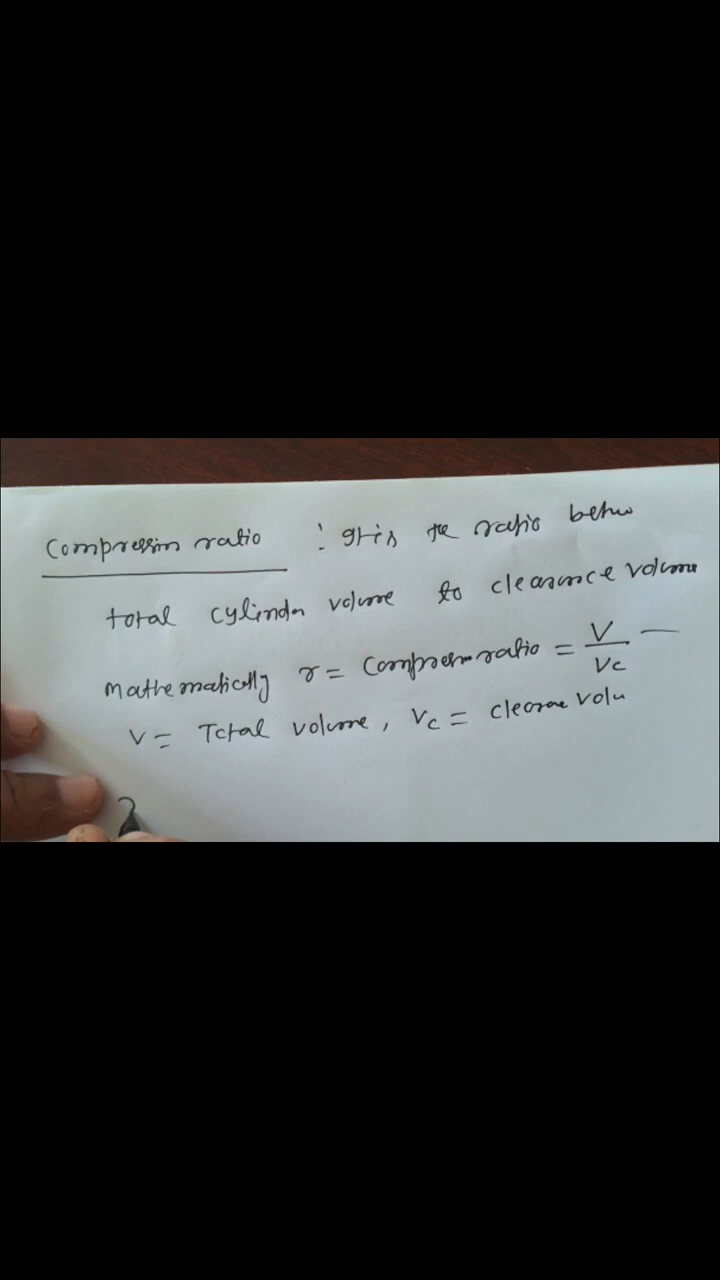 Compression ratio : It is the ratio betwn
total cylinder volume to clearance volume
Mathematically r = Compression ratio = V/Vc —
V = Total volume, Vc = clearance volu